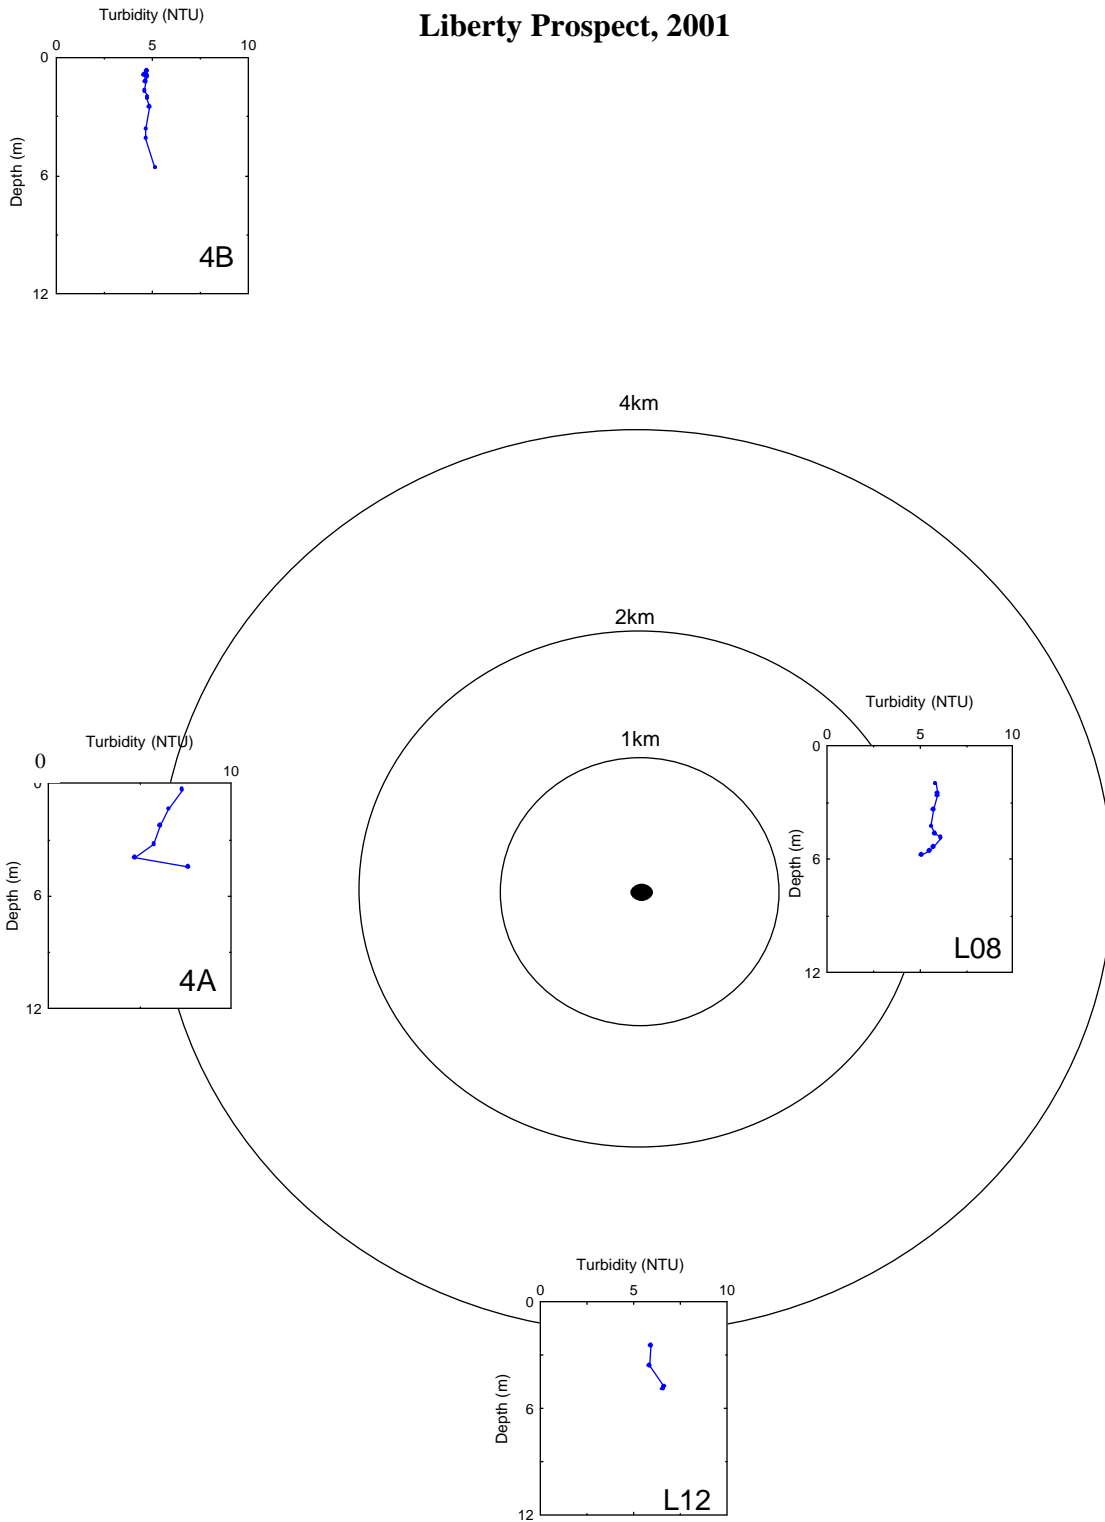 Liberty Prospect, 2001
Turbidity (NTU)
0 5 10
0
Depth (m)
6
4B
12
4km
2km
1km
Turbidity (NTU)
0 10
0
Depth (m)
6
4A
12
Turbidity (NTU)
0 5 10
0
Depth (m)
6
L08
12
Turbidity (NTU)
0 5 10
0
Depth (m)
6
L12
12